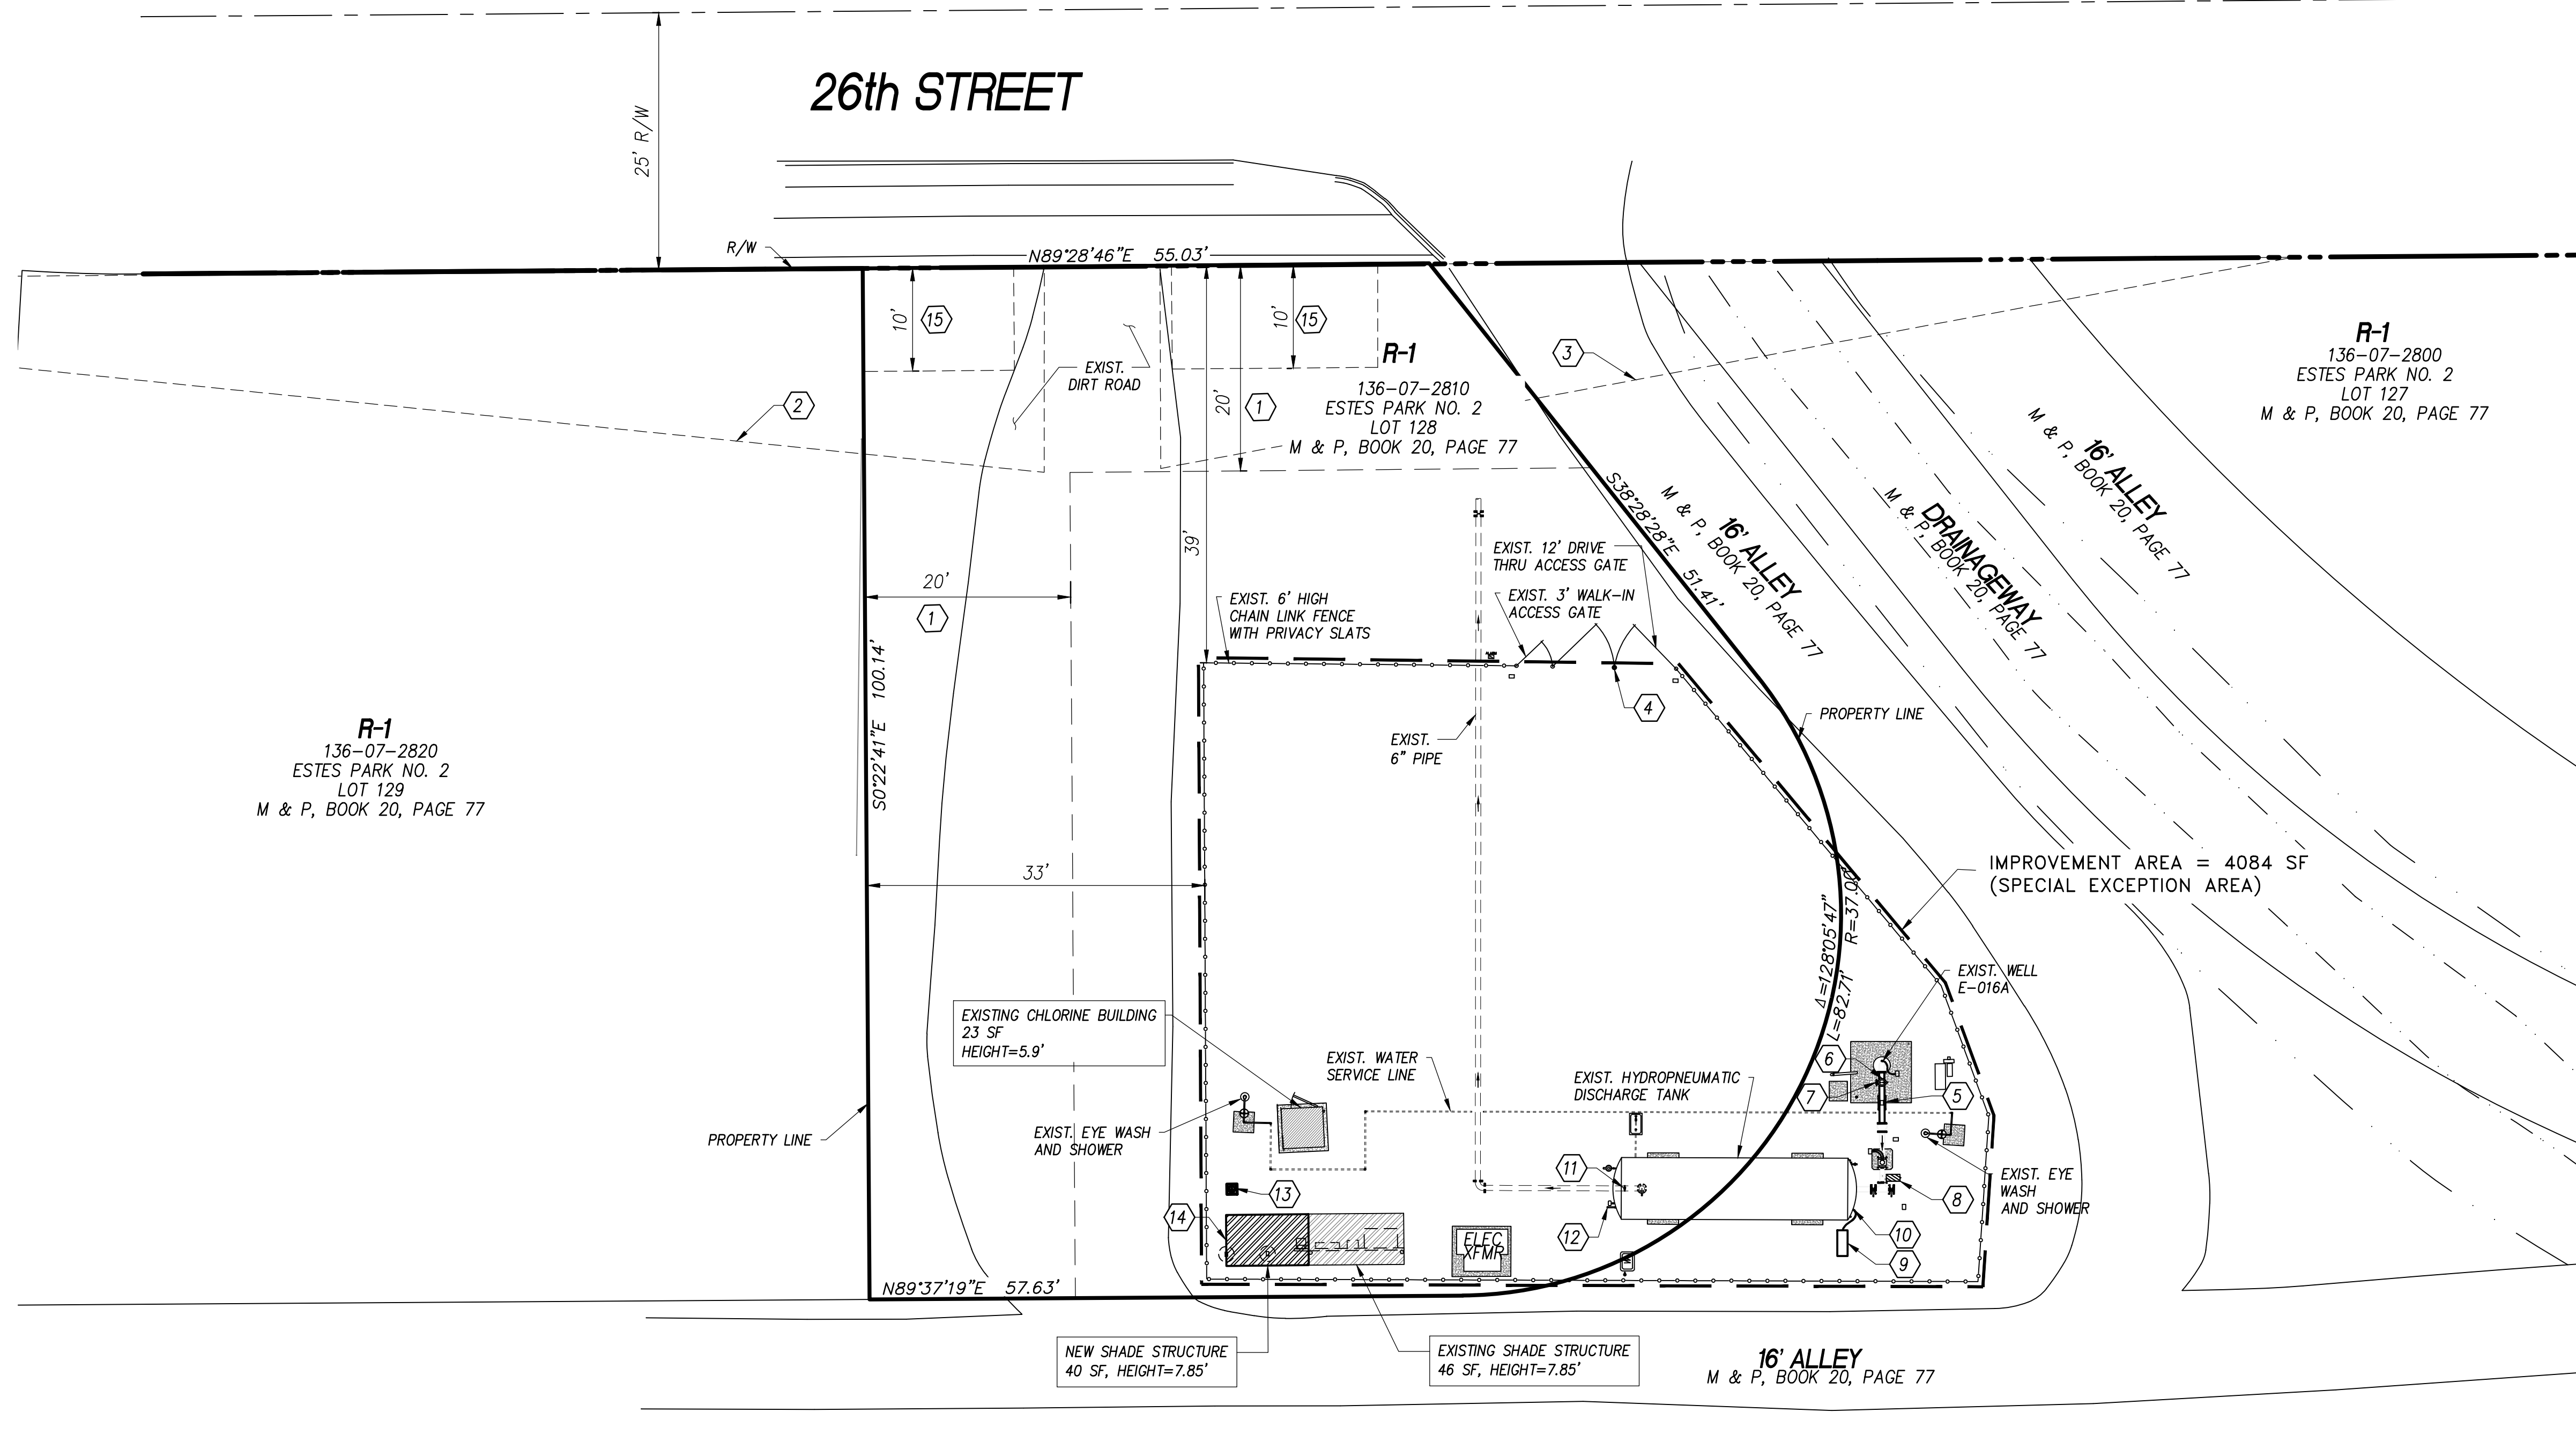 26th STREET
25' R/W
R/W
N89°28'46"E 55.03'
10'
15
10'
15
R-1
136-07-2810
ESTES PARK NO. 2
LOT 128
M & P, BOOK 20, PAGE 77
EXIST.
DIRT ROAD
20'
1
2
3
R-1
136-07-2800
ESTES PARK NO. 2
LOT 127
M & P, BOOK 20, PAGE 77
16' ALLEY
M & P, BOOK 20, PAGE 77
DRAINAGEWAY
M & P, BOOK 20, PAGE 77
16' ALLEY
M & P, BOOK 20, PAGE 77
S38°28'28"E 51.41'
39'
EXIST. 12' DRIVE
THRU ACCESS GATE
EXIST. 3' WALK-IN
ACCESS GATE
EXIST. 6' HIGH
CHAIN LINK FENCE
WITH PRIVACY SLATS
20'
1
S0°22'41"E 100.14'
4
PROPERTY LINE
EXIST.
6" PIPE
R-1
136-07-2820
ESTES PARK NO. 2
LOT 129
M & P, BOOK 20, PAGE 77
33'
IMPROVEMENT AREA = 4084 SF
(SPECIAL EXCEPTION AREA)
Δ=128°05'47"
R=37.00'
L=82.71'
EXIST. WELL
E-016A
EXISTING CHLORINE BUILDING
23 SF
HEIGHT=5.9'
EXIST. WATER
SERVICE LINE
EXIST. HYDROPNEUMATIC
DISCHARGE TANK
6
7
5
PROPERTY LINE
EXIST. EYE WASH
AND SHOWER
EXIST. EYE
WASH
AND SHOWER
11
13
8
14
12
10
9
ELEC
XFMR
N89°37'19"E 57.63'
NEW SHADE STRUCTURE
40 SF, HEIGHT=7.85'
EXISTING SHADE STRUCTURE
46 SF, HEIGHT=7.85'
16' ALLEY
M & P, BOOK 20, PAGE 77